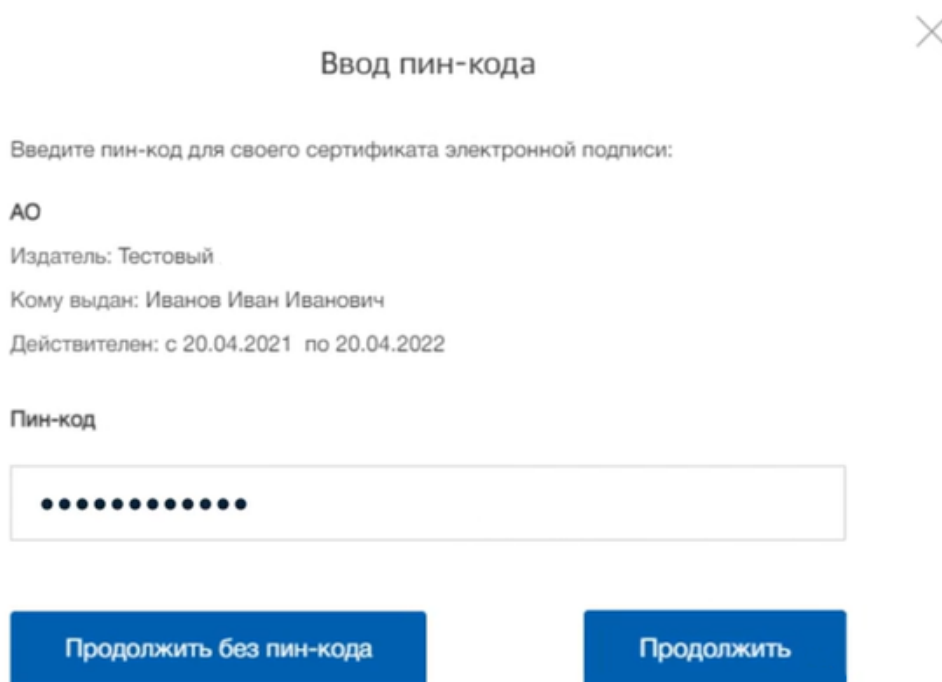 Ввод пин-кода
Введите пин-код для своего сертификата электронной подписи:
АО
Издатель: Тестовый
Кому выдан: Иванов Иван Иванович
Действителен: с 20.04.2021 по 20.04.2022
Пин-код
••••••••••••
Продолжить без пин-кода Продолжить